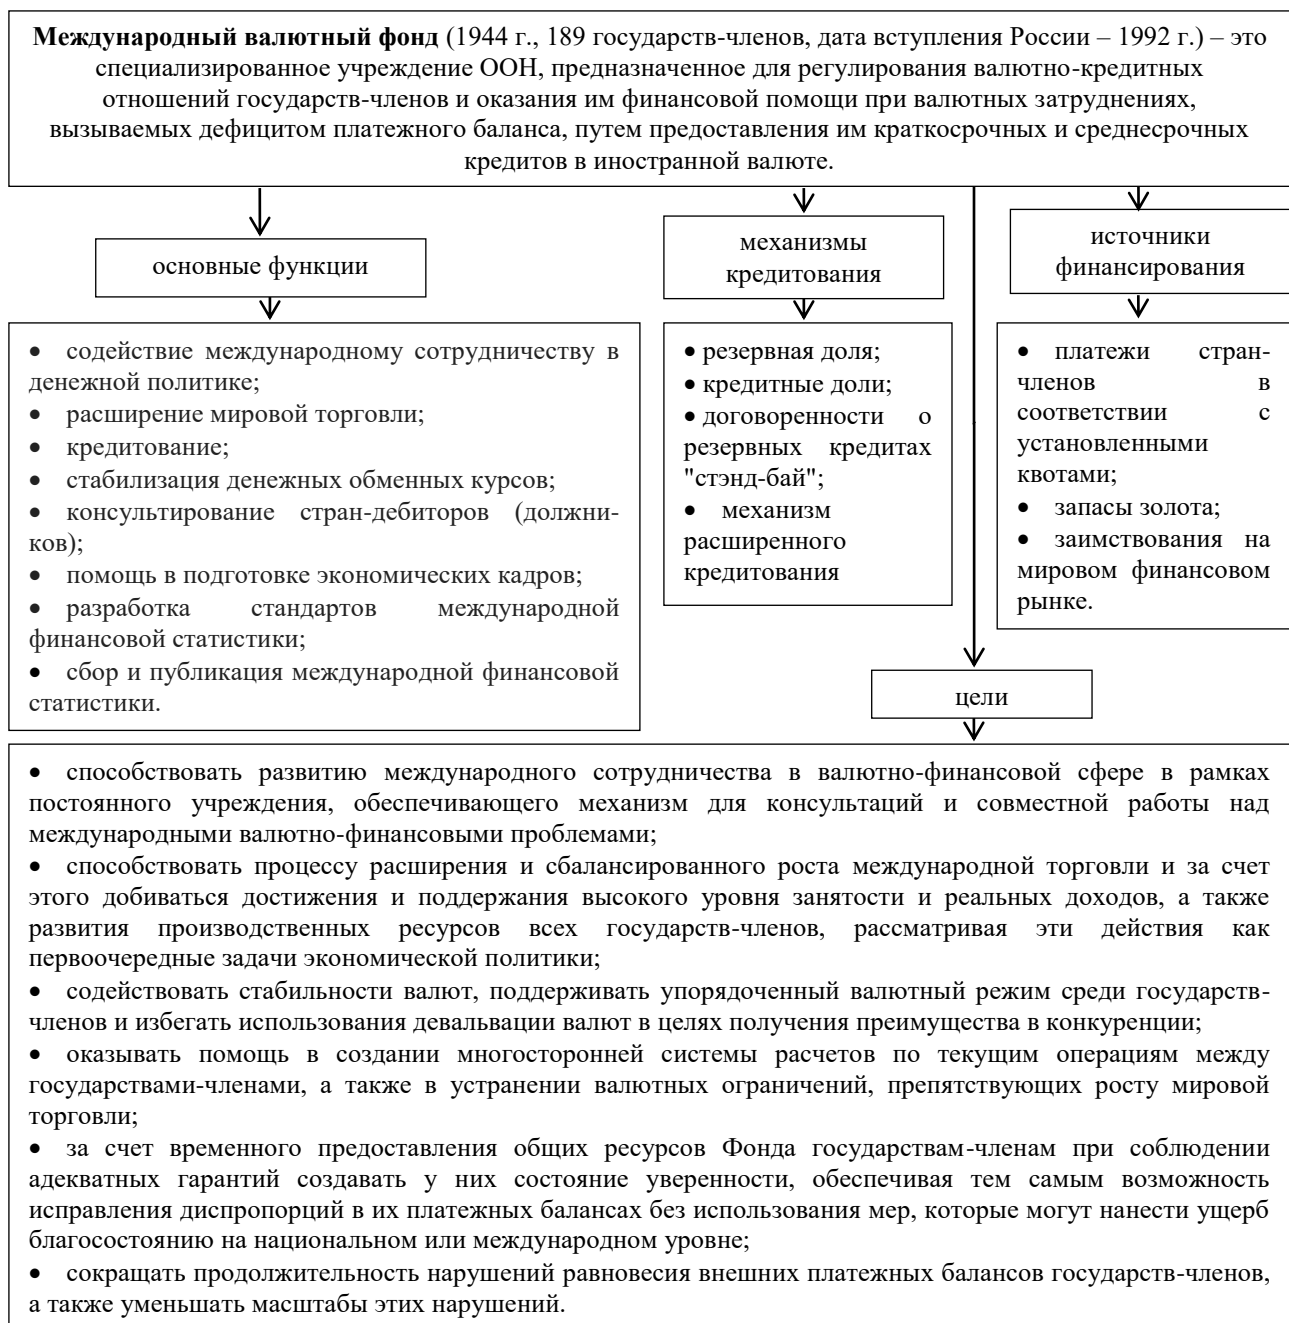 Международный валютный фонд (1944 г., 189 государств-членов, дата вступления России – 1992 г.) – это
специализированное учреждение ООН, предназначенное для регулирования валютно-кредитных
отношений государств-членов и оказания им финансовой помощи при валютных затруднениях,
вызываемых дефицитом платежного баланса, путем предоставления им краткосрочных и среднесрочных
кредитов в иностранной валюте.
основные функции
• содействие международному сотрудничеству в
денежной политике;
• расширение мировой торговли;
• кредитование;
• стабилизация денежных обменных курсов;
• консультирование стран-дебиторов (должни-
ков);
• помощь в подготовке экономических кадров;
• разработка стандартов международной
финансовой статистики;
• сбор и публикация международной финансовой
статистики.
механизмы
кредитования
• резервная доля;
• кредитные доли;
• договоренности о
резервных кредитах
"стэнд-бай";
• механизм
расширенного
кредитования
источники
финансирования
• платежи стран-
членов в
соответствии с
установленными
квотами;
• запасы золота;
• заимствования на
мировом финансовом
рынке.
цели
• способствовать развитию международного сотрудничества в валютно-финансовой сфере в рамках
постоянного учреждения, обеспечивающего механизм для консультаций и совместной работы над
международными валютно-финансовыми проблемами;
• способствовать процессу расширения и сбалансированного роста международной торговли и за счет
этого добиваться достижения и поддержания высокого уровня занятости и реальных доходов, а также
развития производственных ресурсов всех государств-членов, рассматривая эти действия как
первоочередные задачи экономической политики;
• содействовать стабильности валют, поддерживать упорядоченный валютный режим среди государств-
членов и избегать использования девальвации валют в целях получения преимущества в конкуренции;
• оказывать помощь в создании многосторонней системы расчетов по текущим операциям между
государствами-членами, а также в устранении валютных ограничений, препятствующих росту мировой
торговли;
• за счет временного предоставления общих ресурсов Фонда государствам-членам при соблюдении
адекватных гарантий создавать у них состояние уверенности, обеспечивая тем самым возможность
исправления диспропорций в их платежных балансах без использования мер, которые могут нанести ущерб
благосостоянию на национальном или международном уровне;
• сокращать продолжительность нарушений равновесия внешних платежных балансов государств-членов,
а также уменьшать масштабы этих нарушений.